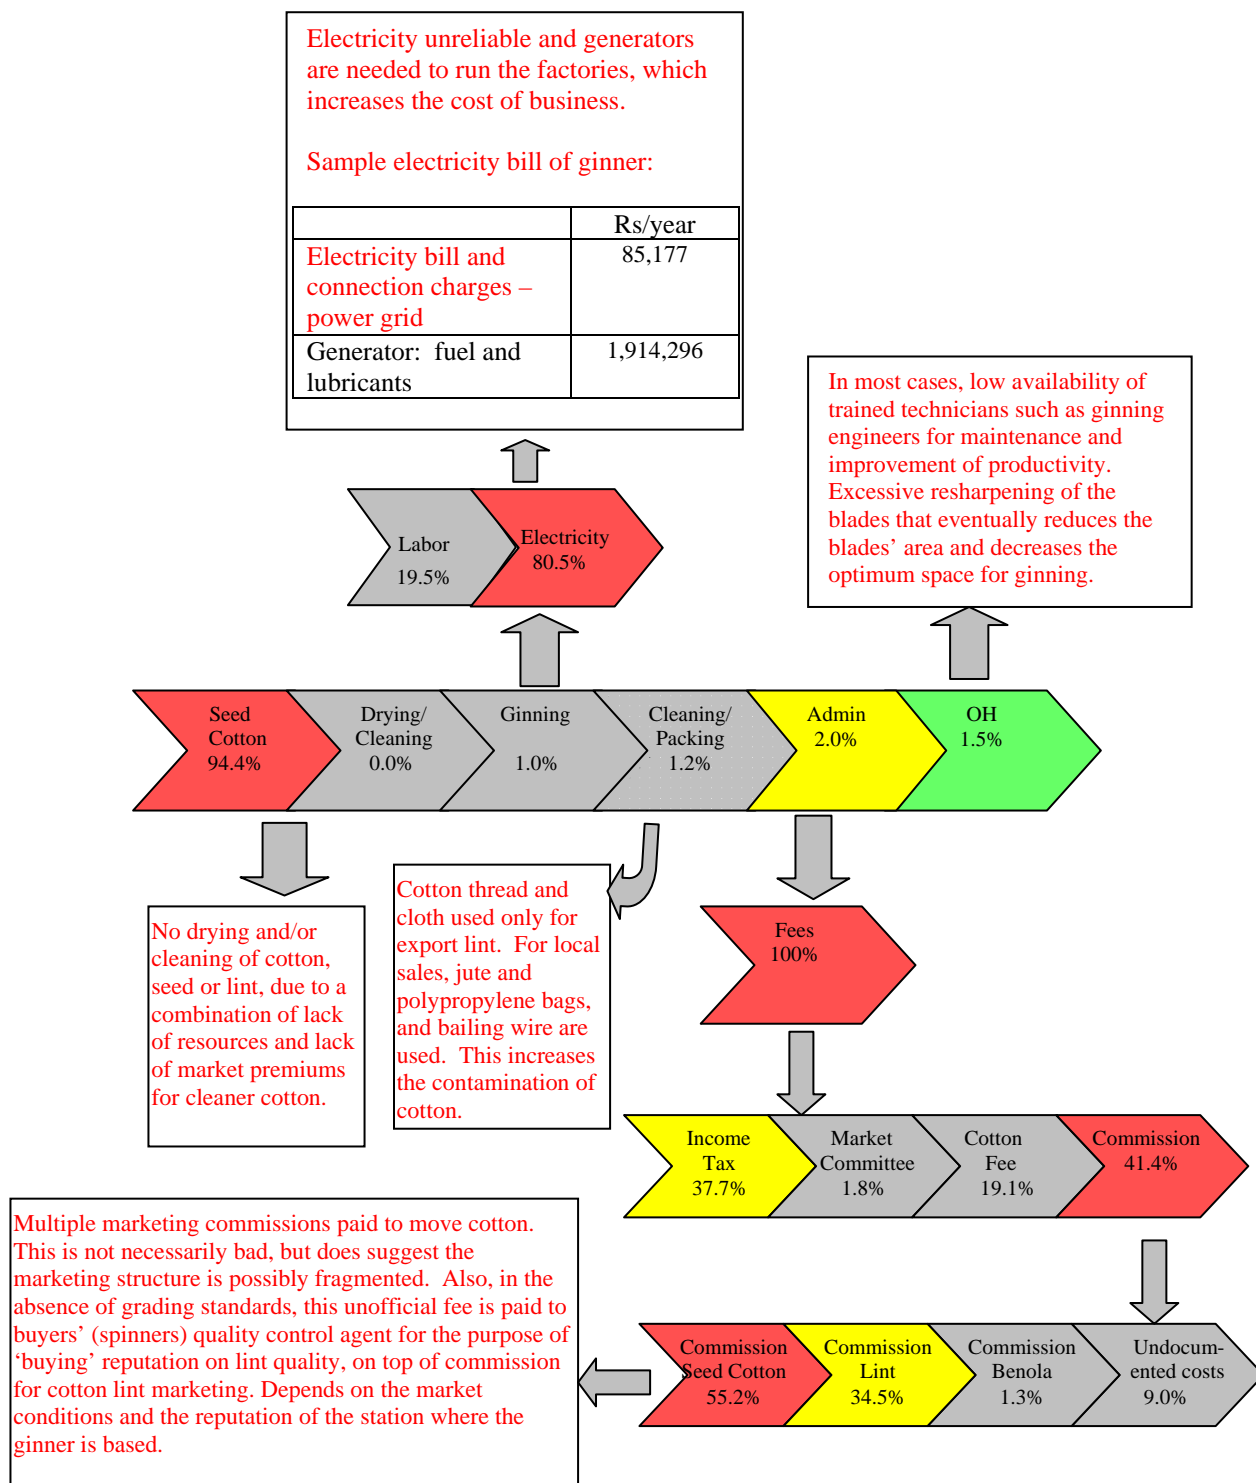 Electricity unreliable and generators
are needed to run the factories, which
increases the cost of business.
Sample electricity bill of ginner:
Rs/year
Electricity bill and
connection charges –
power grid
85,177
Generator:  fuel and
lubricants
1,914,296
In most cases, low availability of
trained technicians such as ginning
engineers for maintenance and
improvement of productivity.
Excessive resharpening of the
blades that eventually reduces the
blades' area and decreases the
optimum space for ginning.
Labor
19.5%
Electricity
80.5%
Seed
Cotton
94.4%
Drying/
Cleaning
0.0%
Ginning
1.0%
Cleaning/
Packing
1.2%
Admin
2.0%
OH
1.5%
No drying and/or
cleaning of cotton,
seed or lint, due to a
combination of lack
of resources and lack
of market premiums
for cleaner cotton.
Cotton thread and
cloth used only for
export lint.  For local
sales, jute and
polypropylene bags,
and bailing wire are
used.  This increases
the contamination of
cotton.
Fees
100%
Income
Tax
37.7%
Market
Committee
1.8%
Cotton
Fee
19.1%
Commission
41.4%
Multiple marketing commissions paid to move cotton.
This is not necessarily bad, but does suggest the
marketing structure is possibly fragmented.  Also, in the
absence of grading standards, this unofficial fee is paid to
buyers' (spinners) quality control agent for the purpose of
'buying' reputation on lint quality, on top of commission
for cotton lint marketing. Depends on the market
conditions and the reputation of the station where the
ginner is based.
Commission
Seed Cotton
55.2%
Commission
Lint
34.5%
Commission
Benola
1.3%
Undocum-
ented costs
9.0%